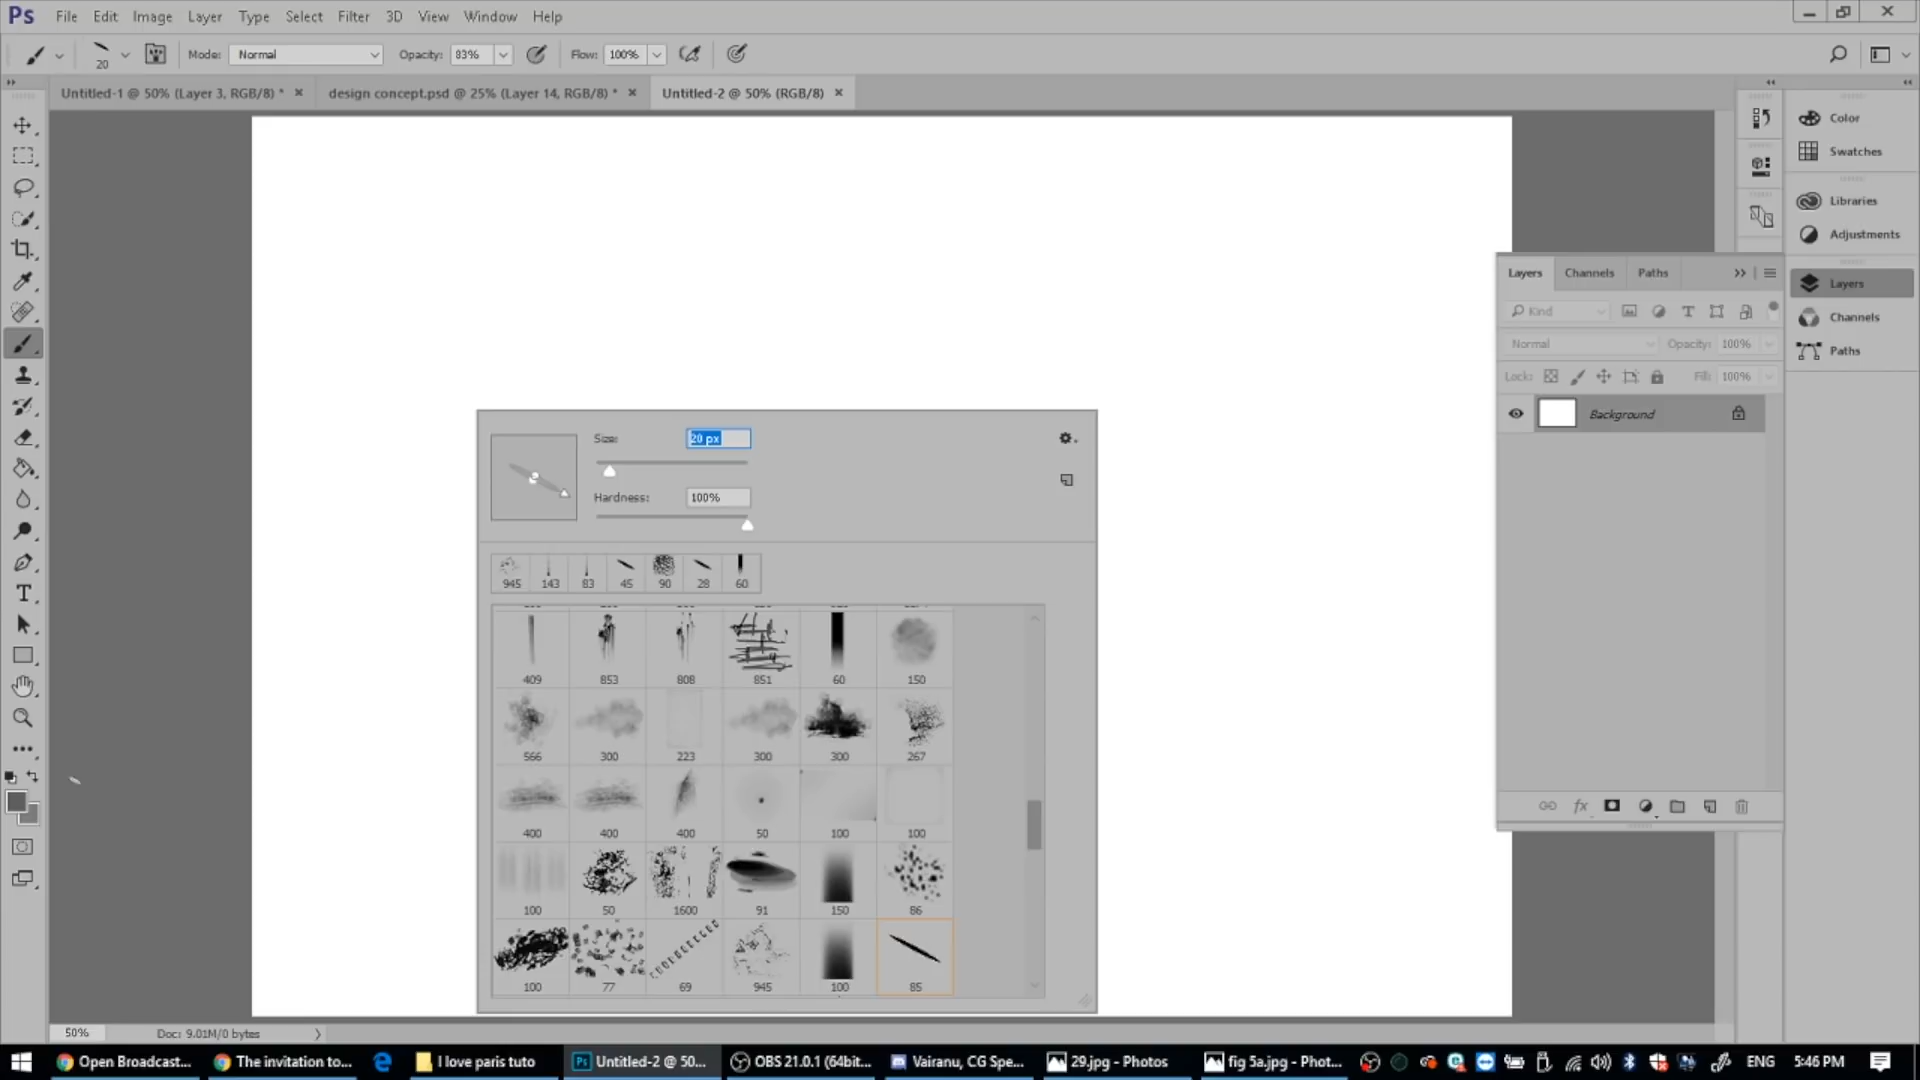 Ps File Edit Image Layer Type Select Filter 3D View Window Help
20 Mode: Normal Opacity: 83% Flow: 100%
Untitled-1 @ 50% (Layer 3, RGB/8) * × design concept.psd @ 25% (Layer 14, RGB/8) * × Untitled-2 @ 50% (RGB/8) ×
Color
Swatches
Libraries
Adjustments
Layers
Channels
Paths
Layers Channels Paths
Kind
Normal Opacity: 100%
Lock: Fill: 100%
Background
Size: 20 px
Hardness: 100%
945 143 83 45 90 28 60
409 853 808 851 60 150
566 300 223 300 300 267
400 400 400 50 100 100
100 50 1600 91 150 86
100 77 69 945 100 85
fx
50% Doc: 9.01M/0 bytes
Open Broadcast... The invitation to... I love paris tuto Untitled-2 @ 50... OBS 21.0.1 (64bit... Vairanu, CG Spe... 29.jpg - Photos fig 5a.jpg - Phot... ENG 5:46 PM